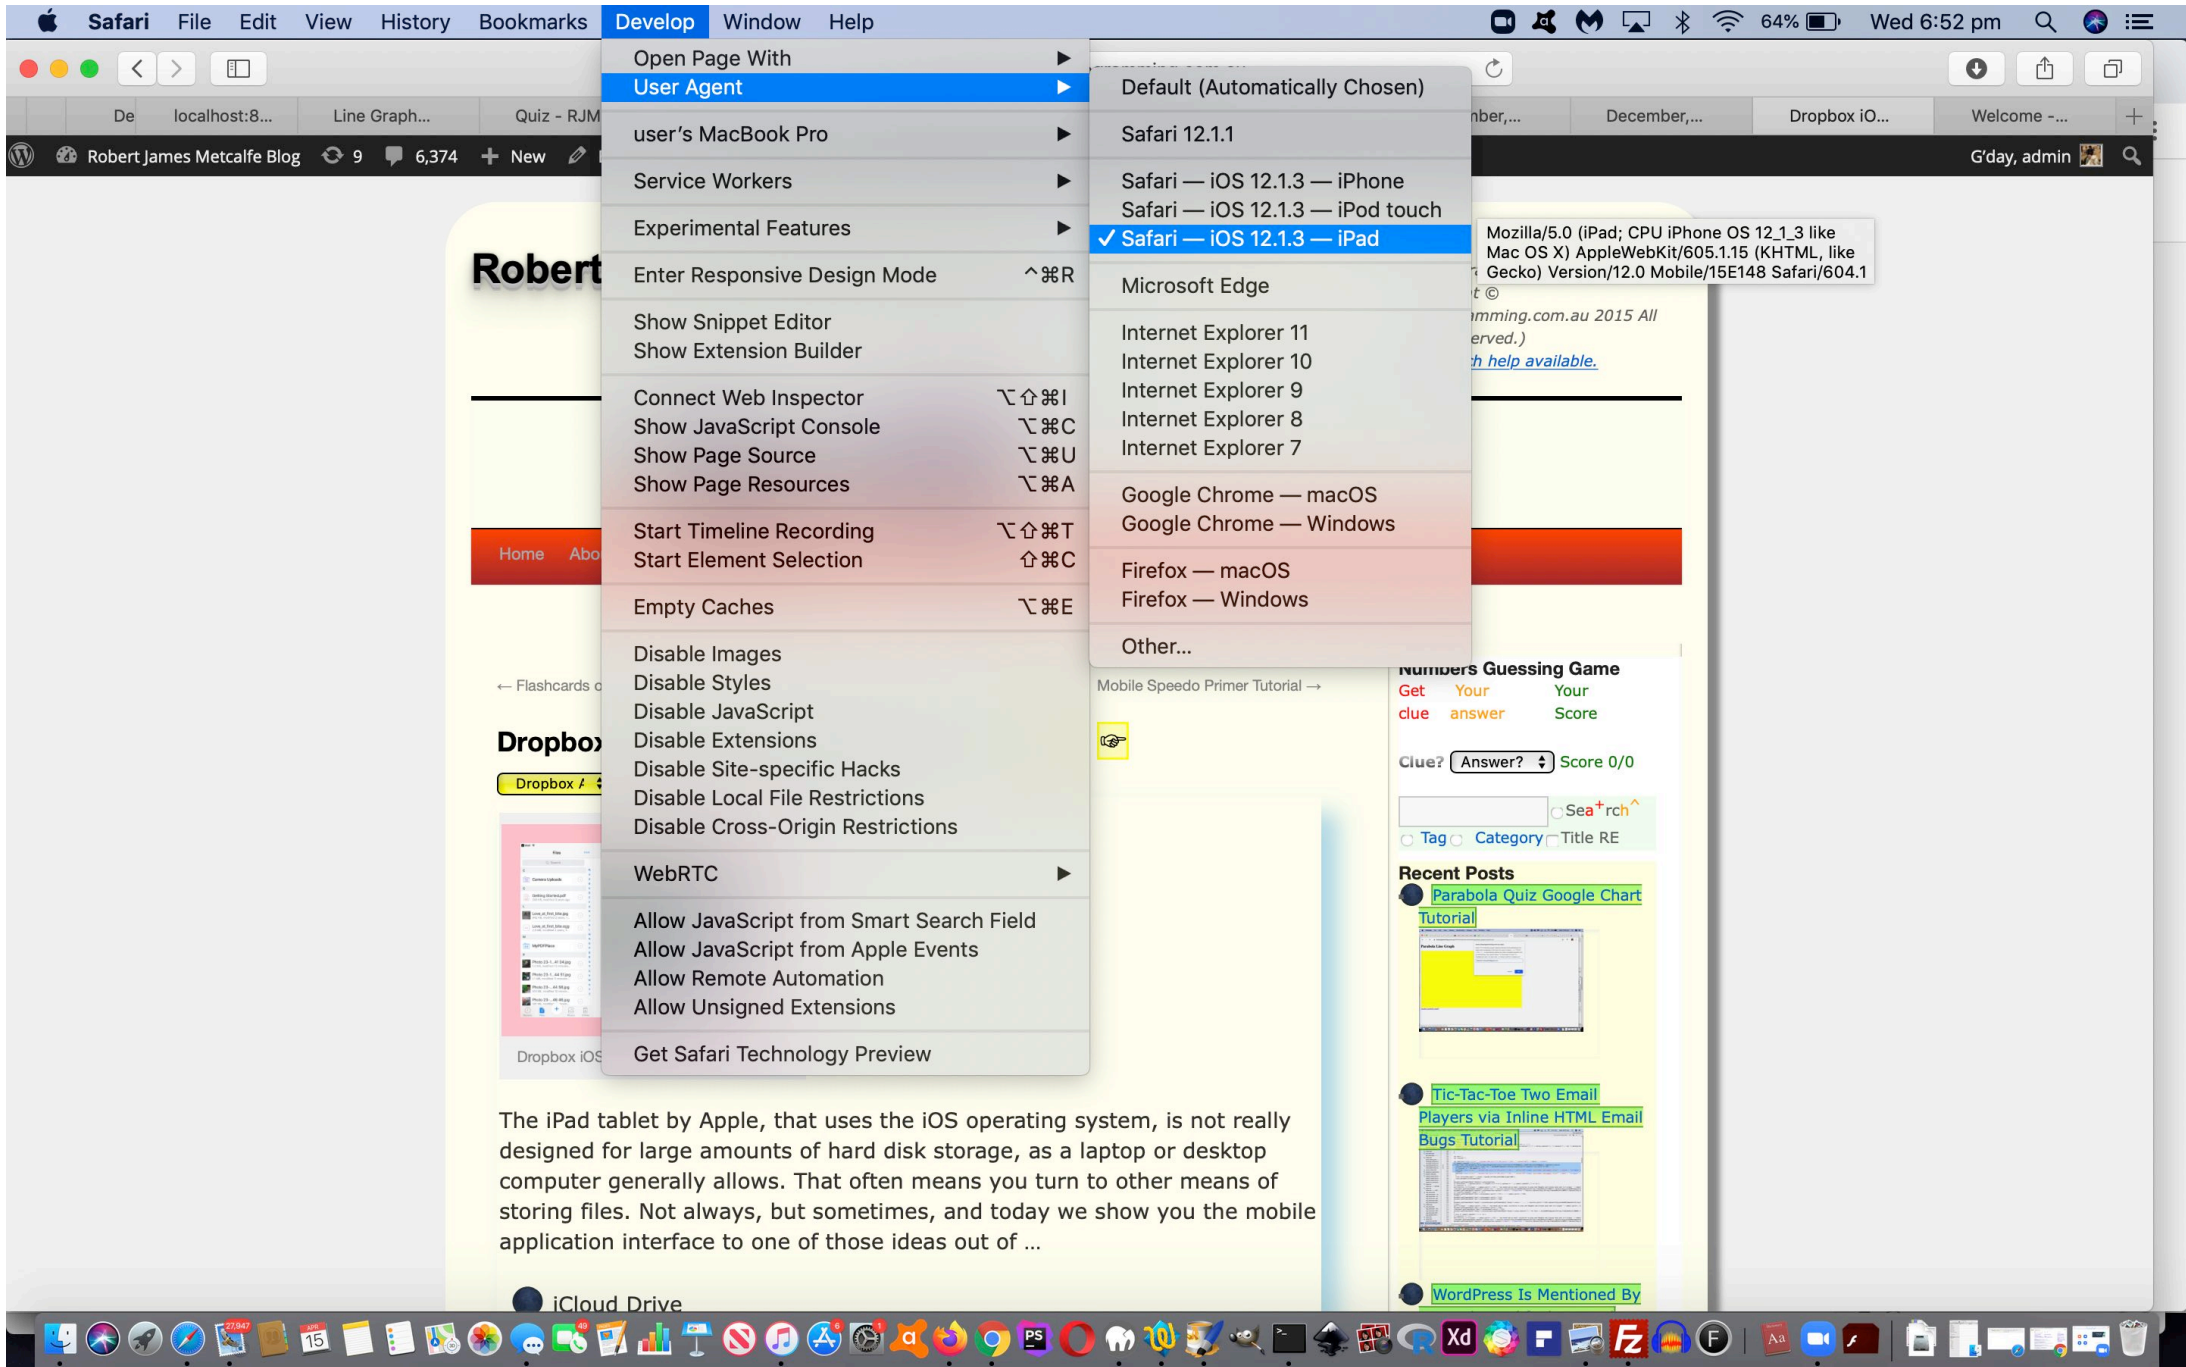 Safari File Edit View History Bookmarks Develop Window Help 64% Wed 6:52 pm
De localhost:8... Line Graph... Quiz - RJM nber,... December,... Dropbox iO... Welcome -...
Robert James Metcalfe Blog 9 6,374 New G'day, admin
Open Page With
User Agent
user's MacBook Pro
Service Workers
Experimental Features
Enter Responsive Design Mode ^⌘R
Show Snippet Editor
Show Extension Builder
Connect Web Inspector ⌥⇧⌘I
Show JavaScript Console ⌥⌘C
Show Page Source ⌥⌘U
Show Page Resources ⌥⌘A
Start Timeline Recording ⌥⇧⌘T
Start Element Selection ⇧⌘C
Empty Caches ⌥⌘E
Disable Images
Disable Styles
Disable JavaScript
Disable Extensions
Disable Site-specific Hacks
Disable Local File Restrictions
Disable Cross-Origin Restrictions
WebRTC
Allow JavaScript from Smart Search Field
Allow JavaScript from Apple Events
Allow Remote Automation
Allow Unsigned Extensions
Get Safari Technology Preview
Default (Automatically Chosen)
Safari 12.1.1
Safari — iOS 12.1.3 — iPhone
Safari — iOS 12.1.3 — iPod touch
✓ Safari — iOS 12.1.3 — iPad
Microsoft Edge
Internet Explorer 11
Internet Explorer 10
Internet Explorer 9
Internet Explorer 8
Internet Explorer 7
Google Chrome — macOS
Google Chrome — Windows
Firefox — macOS
Firefox — Windows
Other...
Mozilla/5.0 (iPad; CPU iPhone OS 12_1_3 like
Mac OS X) AppleWebKit/605.1.15 (KHTML, like
Gecko) Version/12.0 Mobile/15E148 Safari/604.1
Robert
t ©
mming.com.au 2015 All
erved.)
h help available.
Home Abo
← Flashcards o
Mobile Speedo Primer Tutorial →
Dropbox
Dropbox A
Dropbox iOS
The iPad tablet by Apple, that uses the iOS operating system, is not really
designed for large amounts of hard disk storage, as a laptop or desktop
computer generally allows. That often means you turn to other means of
storing files. Not always, but sometimes, and today we show you the mobile
application interface to one of those ideas out of ...
iCloud Drive
Numbers Guessing Game
Get Your Your
clue answer Score
Clue? Answer? Score 0/0
Sea+rch^
Tag Category Title RE
Recent Posts
Parabola Quiz Google Chart
Tutorial
Tic-Tac-Toe Two Email
Players via Inline HTML Email
Bugs Tutorial
WordPress Is Mentioned By
27,947 APR 15 49 6 1 PS Xd Fz F Aa